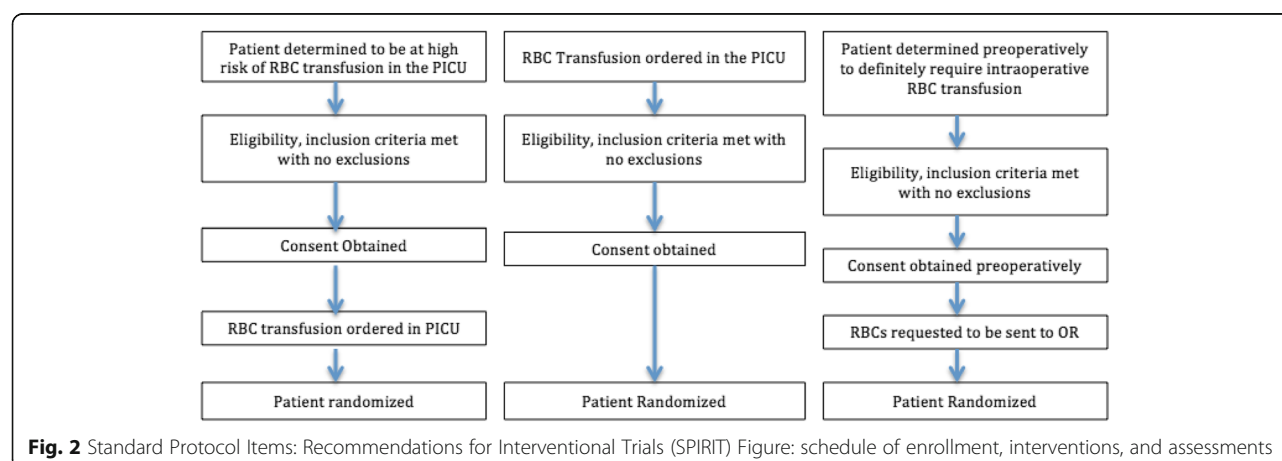 Patient determined to be at high
risk of RBC transfusion in the PICU
Eligibility, inclusion criteria met
with no exclusions
Consent Obtained
RBC transfusion ordered in PICU
Patient randomized
RBC Transfusion ordered in the PICU
Eligibility, inclusion criteria met with
no exclusions
Consent obtained
Patient Randomized
Patient determined preoperatively
to definitely require intraoperative
RBC transfusion
Eligibility, inclusion criteria met
with no exclusions
Consent obtained preoperatively
RBCs requested to be sent to OR
Patient Randomized
Fig. 2 Standard Protocol Items: Recommendations for Interventional Trials (SPIRIT) Figure: schedule of enrollment, interventions, and assessments